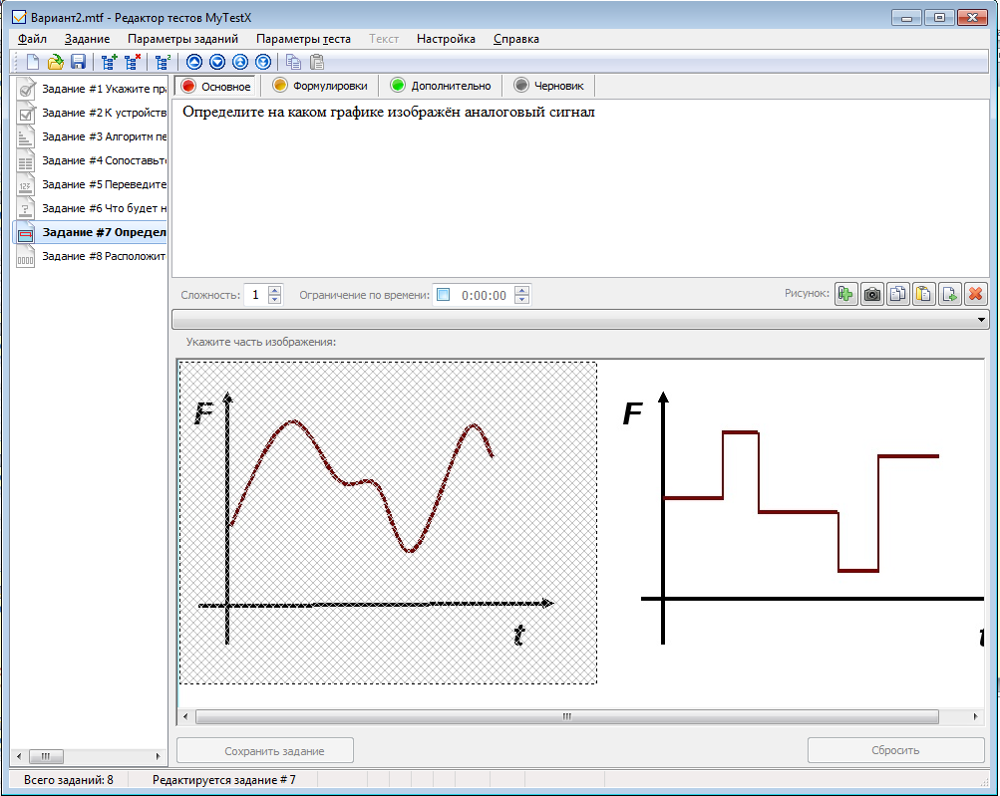 Вариант2.mtf - Редактор тестов MyTestX
Файл Задание Параметры заданий Параметры теста Текст Настройка Справка
Основное Формулировки Дополнительно Черновик
Задание #1 Укажите пра
Задание #2 К устройств
Задание #3 Алгоритм пе
Задание #4 Сопоставьте
Задание #5 Переведите
Задание #6 Что будет н
Задание #7 Определ
Задание #8 Расположит
Определите на каком графике изображён аналоговый сигнал
Сложность: 1 Ограничение по времени: 0:00:00 Рисунок:
Укажите часть изображения:
F
t
F
t
Сохранить задание Сбросить
Всего заданий: 8 Редактируется задание # 7